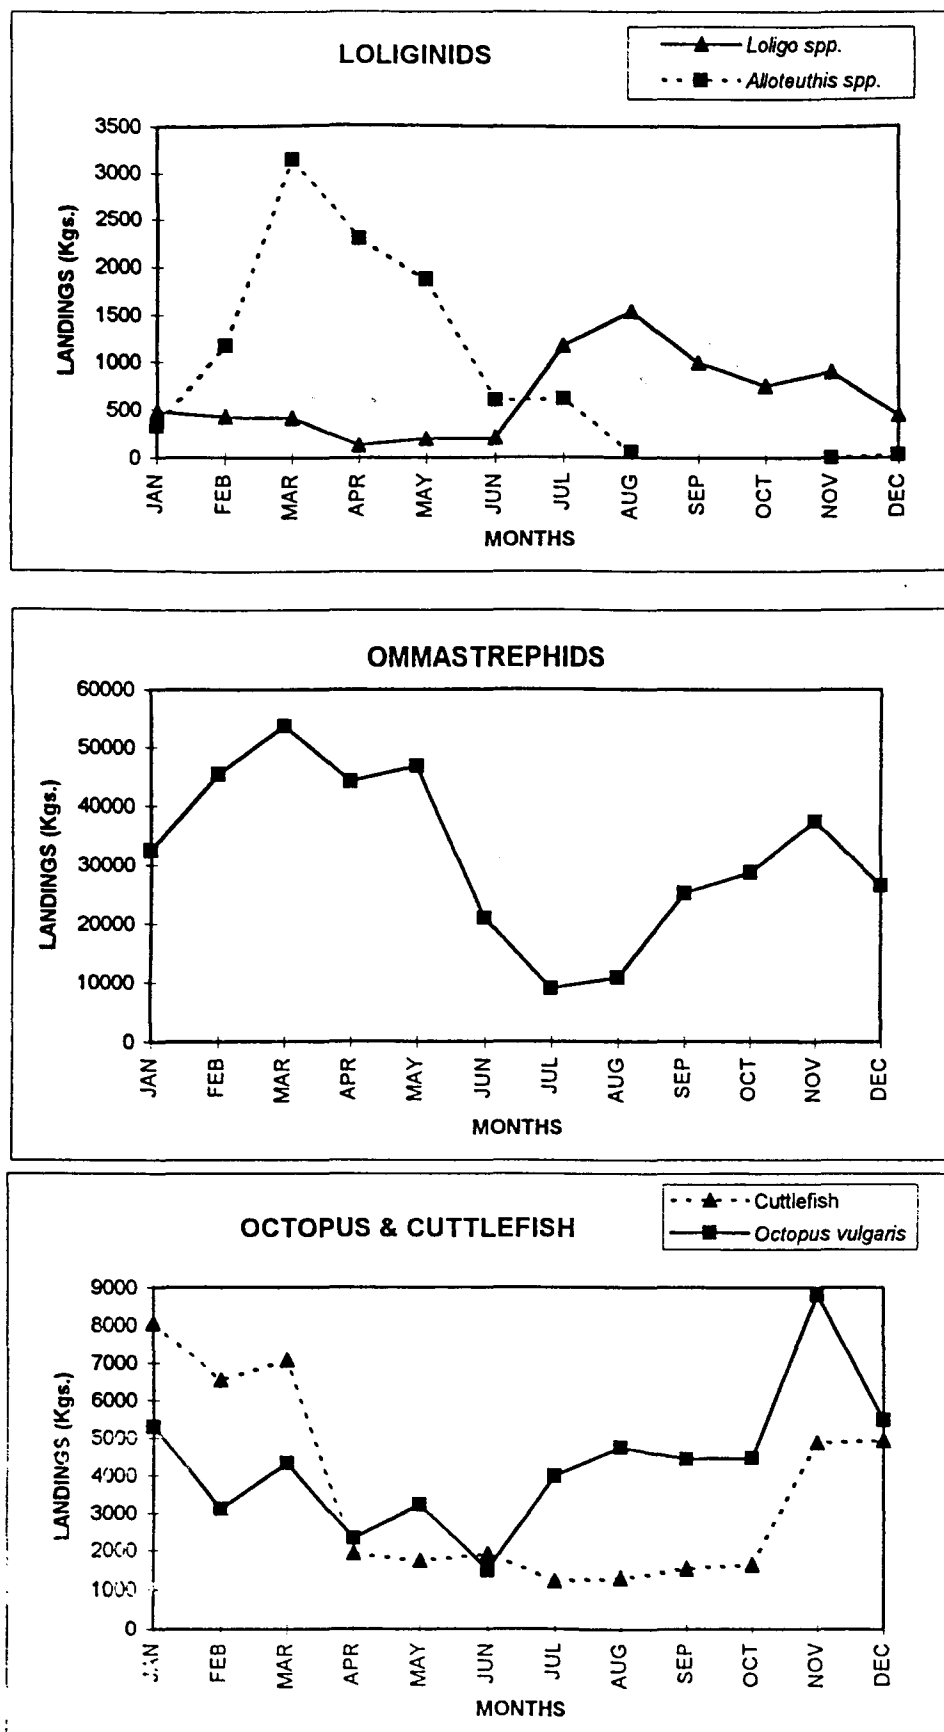 LOLIGINIDS
Loligo spp.
Alloteuthis spp.
3500
3000
2500
2000
1500
1000
500
0
LANDINGS (Kgs.)
JAN FEB MAR APR MAY JUN JUL AUG SEP OCT NOV DEC
MONTHS
OMMASTREPHIDS
60000
50000
40000
30000
20000
10000
0
LANDINGS (Kgs.)
JAN FEB MAR APR MAY JUN JUL AUG SEP OCT NOV DEC
MONTHS
OCTOPUS & CUTTLEFISH
Cuttlefish
Octopus vulgaris
9000
8000
7000
6000
5000
4000
3000
2000
1000
0
LANDINGS (Kgs.)
JAN FEB MAR APR MAY JUN JUL AUG SEP OCT NOV DEC
MONTHS